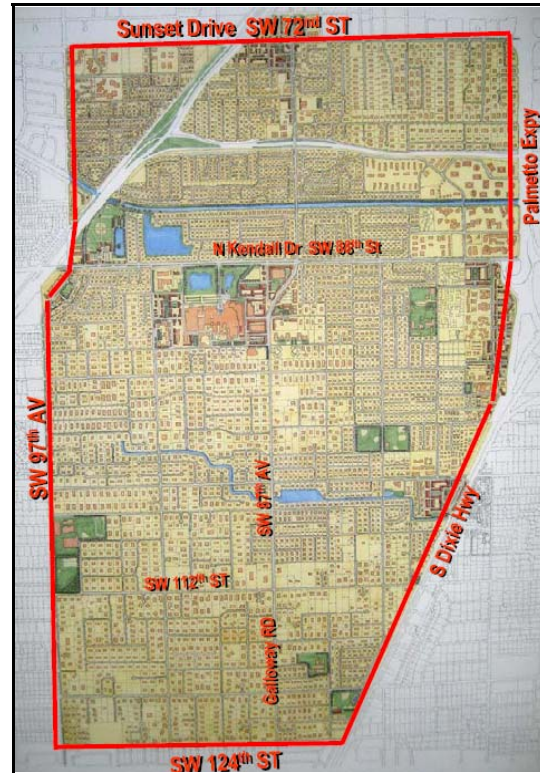 Sunset Drive SW 72nd ST
Palmetto Expy
N Kendall Dr SW 88th St
SW 97th AV
SW 87th AV
S Dixie Hwy
SW 112th ST
Galloway RD
SW 124th ST